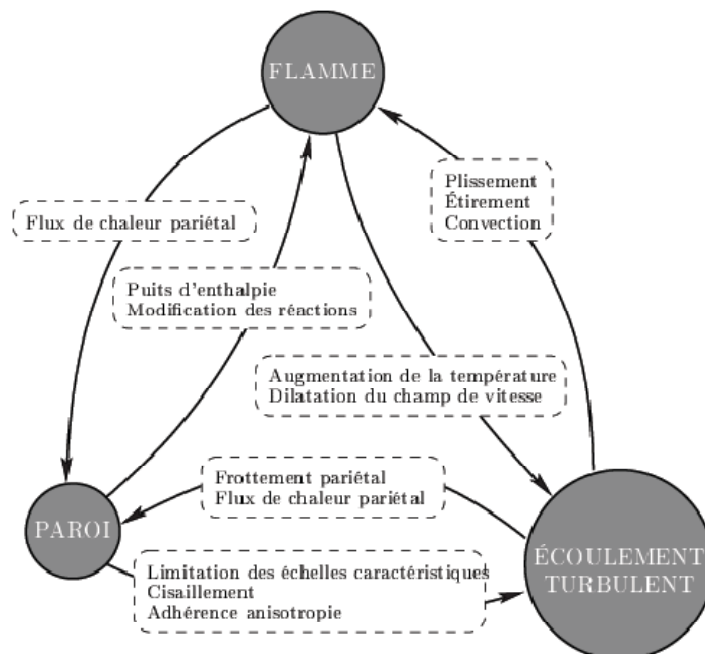 FLAMME
Plissement
Étirement
Convection
Flux de chaleur pariétal
Puits d'enthalpie
Modification des réactions
Augmentation de la température
Dilatation du champ de vitesse
Frottement pariétal
Flux de chaleur pariétal
PAROI
ÉCOULEMENT
TURBULENT
Limitation des échelles caractéristiques
Cisaillement
Adhérence anisotropie